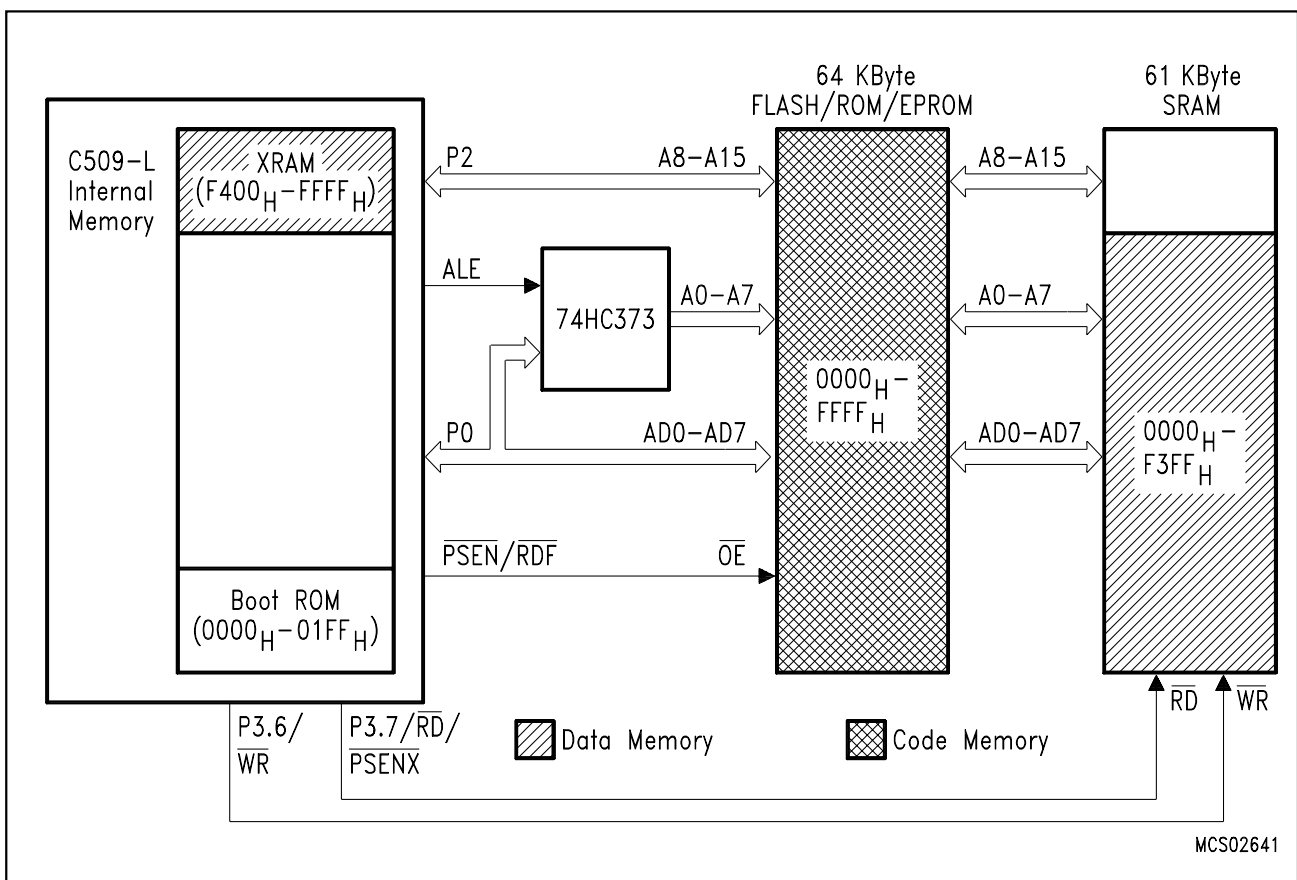 64 KByte
FLASH/ROM/EPROM
61 KByte
SRAM
C509-L
Internal
Memory
XRAM
(F400H-FFFFH)
P2
A8-A15
A8-A15
ALE
74HC373
A0-A7
A0-A7
0000H-
FFFFH
P0
AD0-AD7
AD0-AD7
0000H-
F3FFH
PSEN/RDF
OE
Boot ROM
(0000H-01FFH)
RD
WR
P3.6/
WR
P3.7/RD/
PSENX
Data Memory
Code Memory
MCS02641